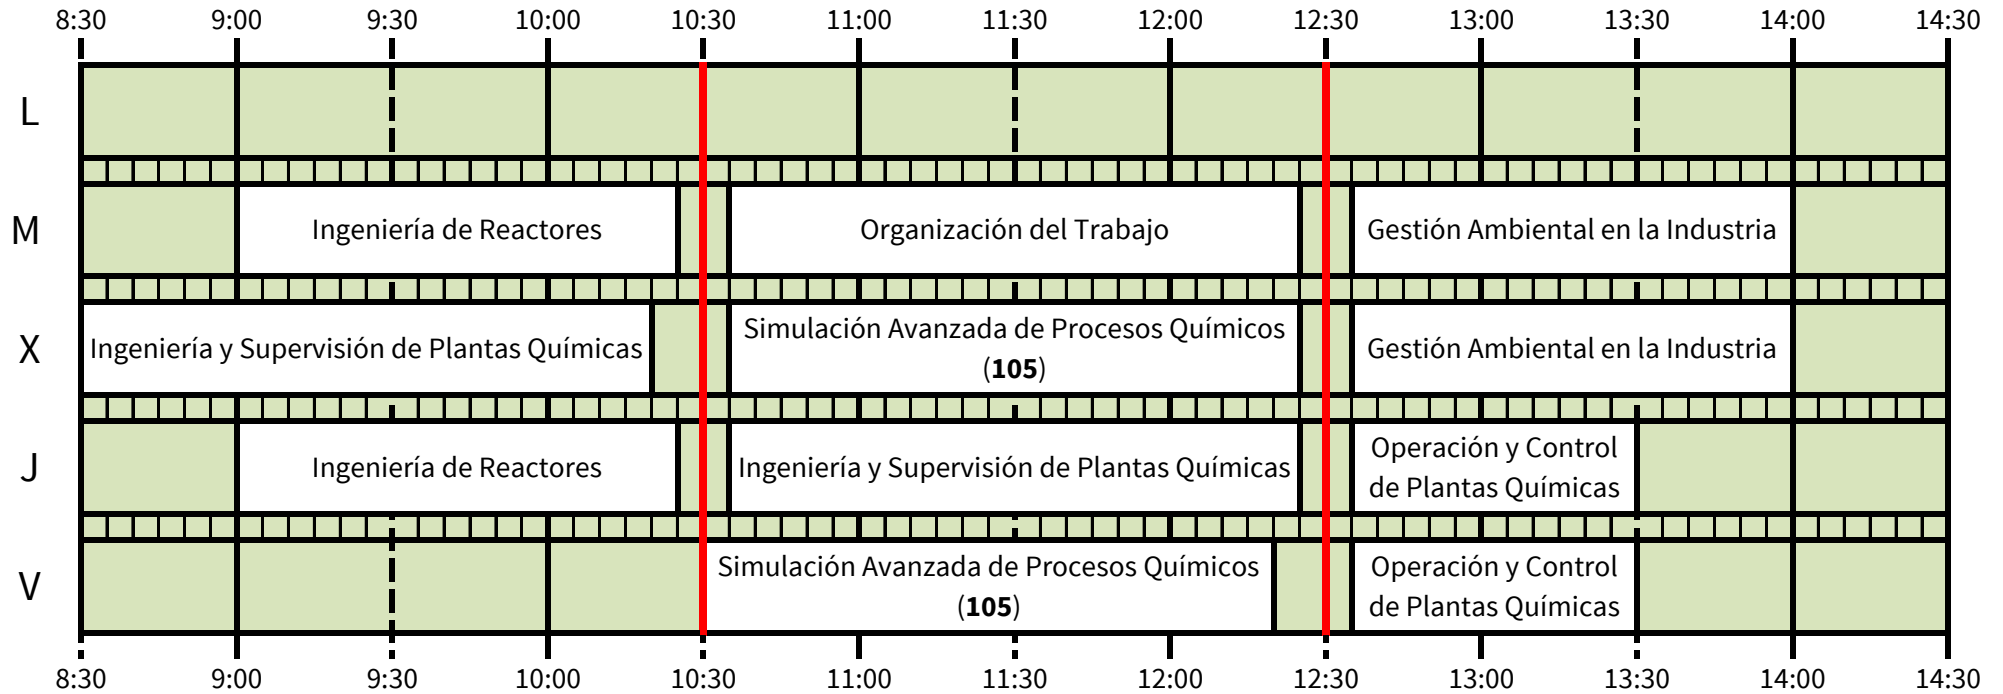 8:30 9:00 9:30 10:00 10:30 11:00 11:30 12:00 12:30 13:00 13:30 14:00 14:30
L
M Ingeniería de Reactores Organización del Trabajo Gestión Ambiental en la Industria
X Ingeniería y Supervisión de Plantas Químicas Simulación Avanzada de Procesos Químicos
(105) Gestión Ambiental en la Industria
J Ingeniería de Reactores Ingeniería y Supervisión de Plantas Químicas Operación y Control
de Plantas Químicas
V Simulación Avanzada de Procesos Químicos
(105) Operación y Control
de Plantas Químicas
8:30 9:00 9:30 10:00 10:30 11:00 11:30 12:00 12:30 13:00 13:30 14:00 14:30